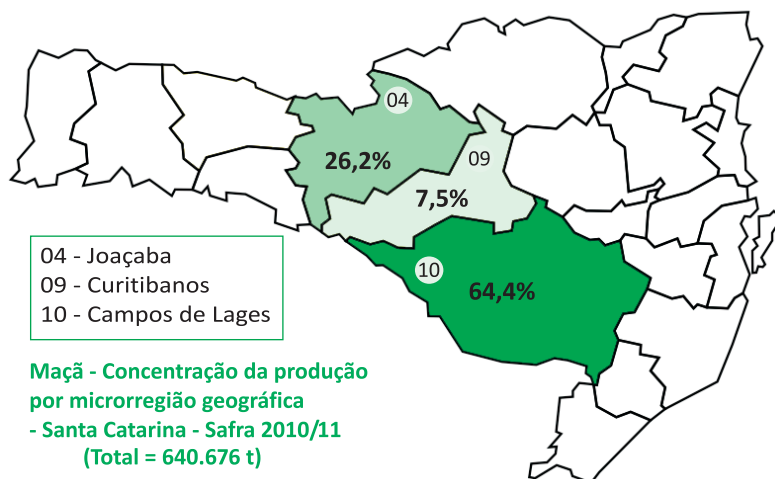 04
26,2%
09
7,5%
10
64,4%
04 - Joaçaba
09 - Curitibanos
10 - Campos de Lages
Maçã - Concentração da produção
por microrregião geográfica
- Santa Catarina - Safra 2010/11
(Total = 640.676 t)